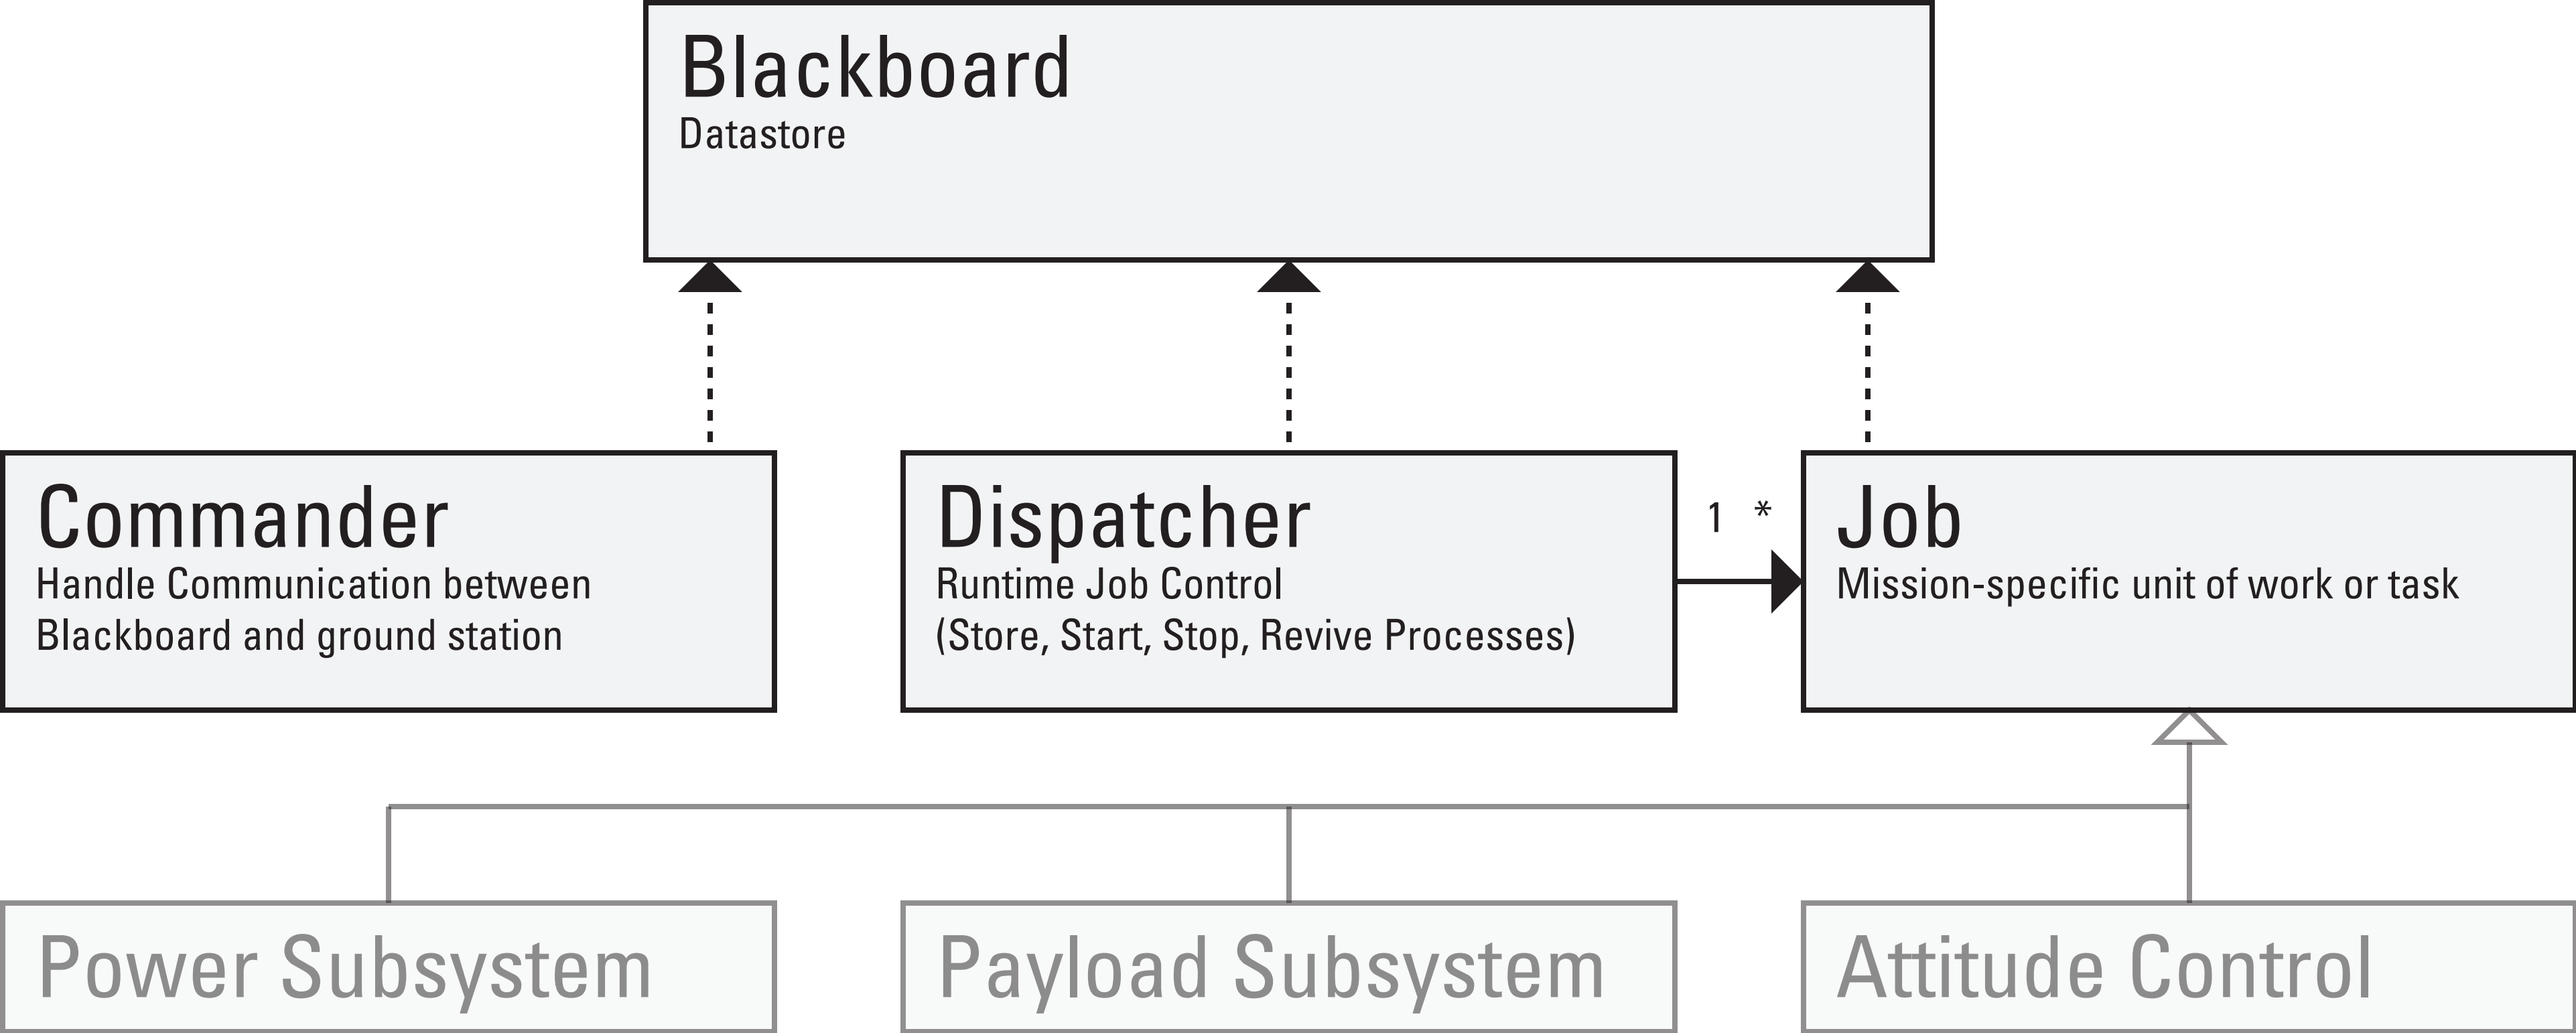 Blackboard
Datastore
Commander
Handle Communication between
Blackboard and ground station
Dispatcher
Runtime Job Control
(Store, Start, Stop, Revive Processes)
1 *
Job
Mission-specific unit of work or task
Power Subsystem
Payload Subsystem
Attitude Control